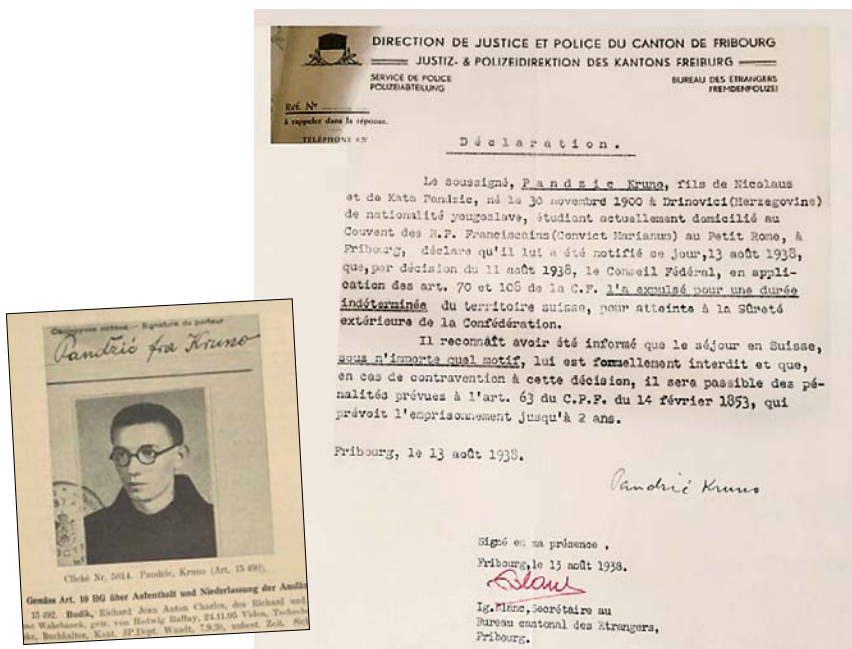 DIRECTION DE JUSTICE ET POLICE DU CANTON DE FRIBOURG
JUSTIZ- & POLIZEIDIREKTION DES KANTONS FREIBURG
SERVICE DE POLICE
POLIZEIABTEILUNG
BUREAU DES ETRANGERS
FREMDENPOLIZEI
Réf. Nº
à rappeler dans la réponse.
TÉLÉPHONE
Déclaration.
Le soussigné, Pandzic Kruno, fils de Nicolaus
et de Kata Pandzic, né le 30 novembre 1900 à Drinovici(Herzegovine)
de nationalité yougoslave, étudiant actuellement domicilié au
Couvent des R.P. Franciscains(Convict Marianum) au Petit Rome, à
Fribourg, déclare qu'il lui a été notifié ce jour,13 août 1938,
que,par décision du 11 août 1938, le Conseil Fédéral, en appli-
cation des art. 70 et 108 de la C.F. l'a expulsé pour une durée
indéterminée du territoire suisse, pour atteinte à la Sûreté
extérieure de la Confédération.
Il reconnaît avoir été informé que le séjour en Suisse,
sous n'importe quel motif, lui est formellement interdit et que,
en cas de contravention à cette décision, il sera passible des pé-
nalités prévues à l'art. 63 du C.P.F. du 14 février 1853, qui
prévoit l'emprisonnement jusqu'à 2 ans.
Fribourg, le 13 août 1938.
Pandžić Kruno
Signé en ma présence,
Fribourg,le 13 août 1938.
Blanc
Ig.Blanc,Secrétaire au
Bureau cantonal des Etrangers,
Fribourg.
Signature du porteur
Pandžić fra Kruno
Cliché Nr. 5814. Pandzic, Kruno (Art. 15 490).
Gemäss Art. 10 BG über Aufenthalt und Niederlassung der Auslän
15 492. Bodik, Richard Jean Anton Charles, des Richard und
getr. von Hedwig Raffay, 24.11.05 Viden, Tschech
Buchhalter, Kant. JP.Dept. Waadt, 7.9.38, unbest. Zeit.